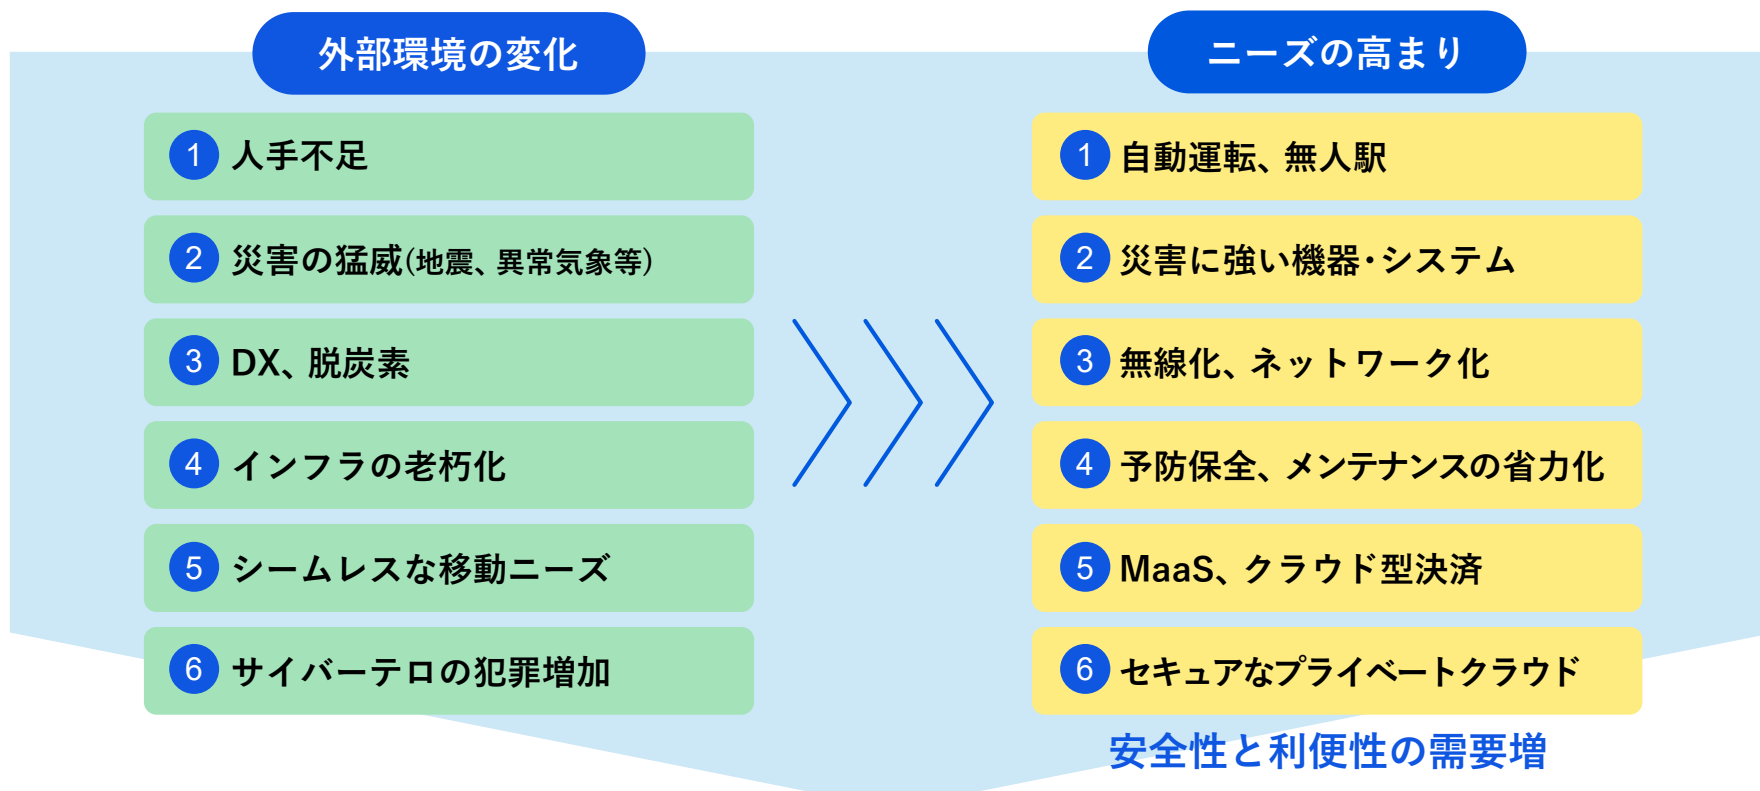 外部環境の変化
1 人手不足
2 災害の猛威(地震、異常気象等)
3 DX、脱炭素
4 インフラの老朽化
5 シームレスな移動ニーズ
6 サイバーテロの犯罪増加
ニーズの高まり
1 自動運転、無人駅
2 災害に強い機器・システム
3 無線化、ネットワーク化
4 予防保全、メンテナンスの省力化
5 MaaS、クラウド型決済
6 セキュアなプライベートクラウド
安全性と利便性の需要増